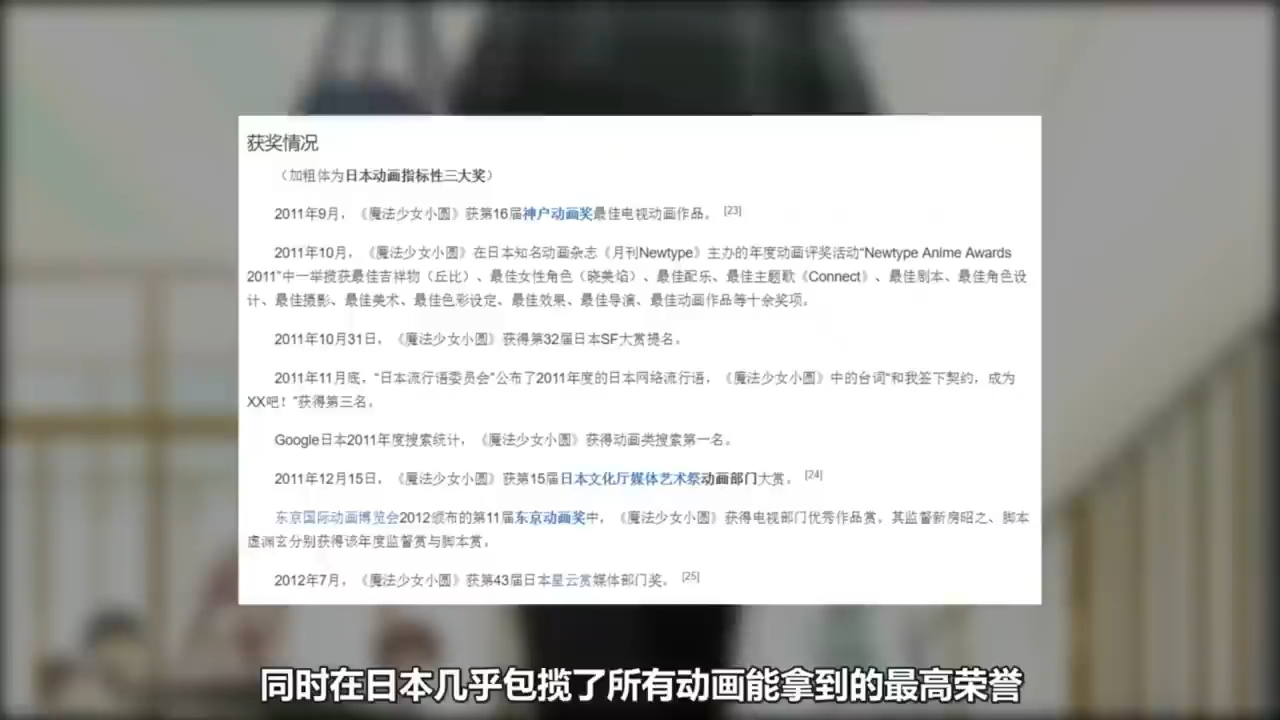 获奖情况
（加粗体为日本动画指标性三大奖）
2011年9月，《魔法少女小圆》获第16届神户动画奖最佳电视动画作品。[23]
2011年10月，《魔法少女小圆》在日本知名动画杂志《月刊Newtype》主办的年度动画评奖活动“Newtype Anime Awards
2011”中一举揽获最佳吉祥物（丘比）、最佳女性角色（晓美焰）、最佳配乐、最佳主题歌《Connect》、最佳剧本、最佳角色设
计、最佳摄影、最佳美术、最佳色彩设定、最佳效果、最佳导演、最佳动画作品等十余奖项。
2011年10月31日，《魔法少女小圆》获得第32届日本SF大赏提名。
2011年11月底，“日本流行语委员会”公布了2011年度的日本网络流行语，《魔法少女小圆》中的台词“和我签下契约，成为
XX吧！”获得第三名。
Google日本2011年度搜索统计，《魔法少女小圆》获得动画类搜索第一名。
2011年12月15日，《魔法少女小圆》获第15届日本文化厅媒体艺术祭动画部门大赏。[24]
东京国际动画博览会2012颁布的第11届东京动画奖中，《魔法少女小圆》获得电视部门优秀作品赏，其监督新房昭之、脚本
虚渊玄分别获得该年度监督赏与脚本赏。
2012年7月，《魔法少女小圆》获第43届日本星云赏媒体部门奖。[25]
同时在日本几乎包揽了所有动画能拿到的最高荣誉